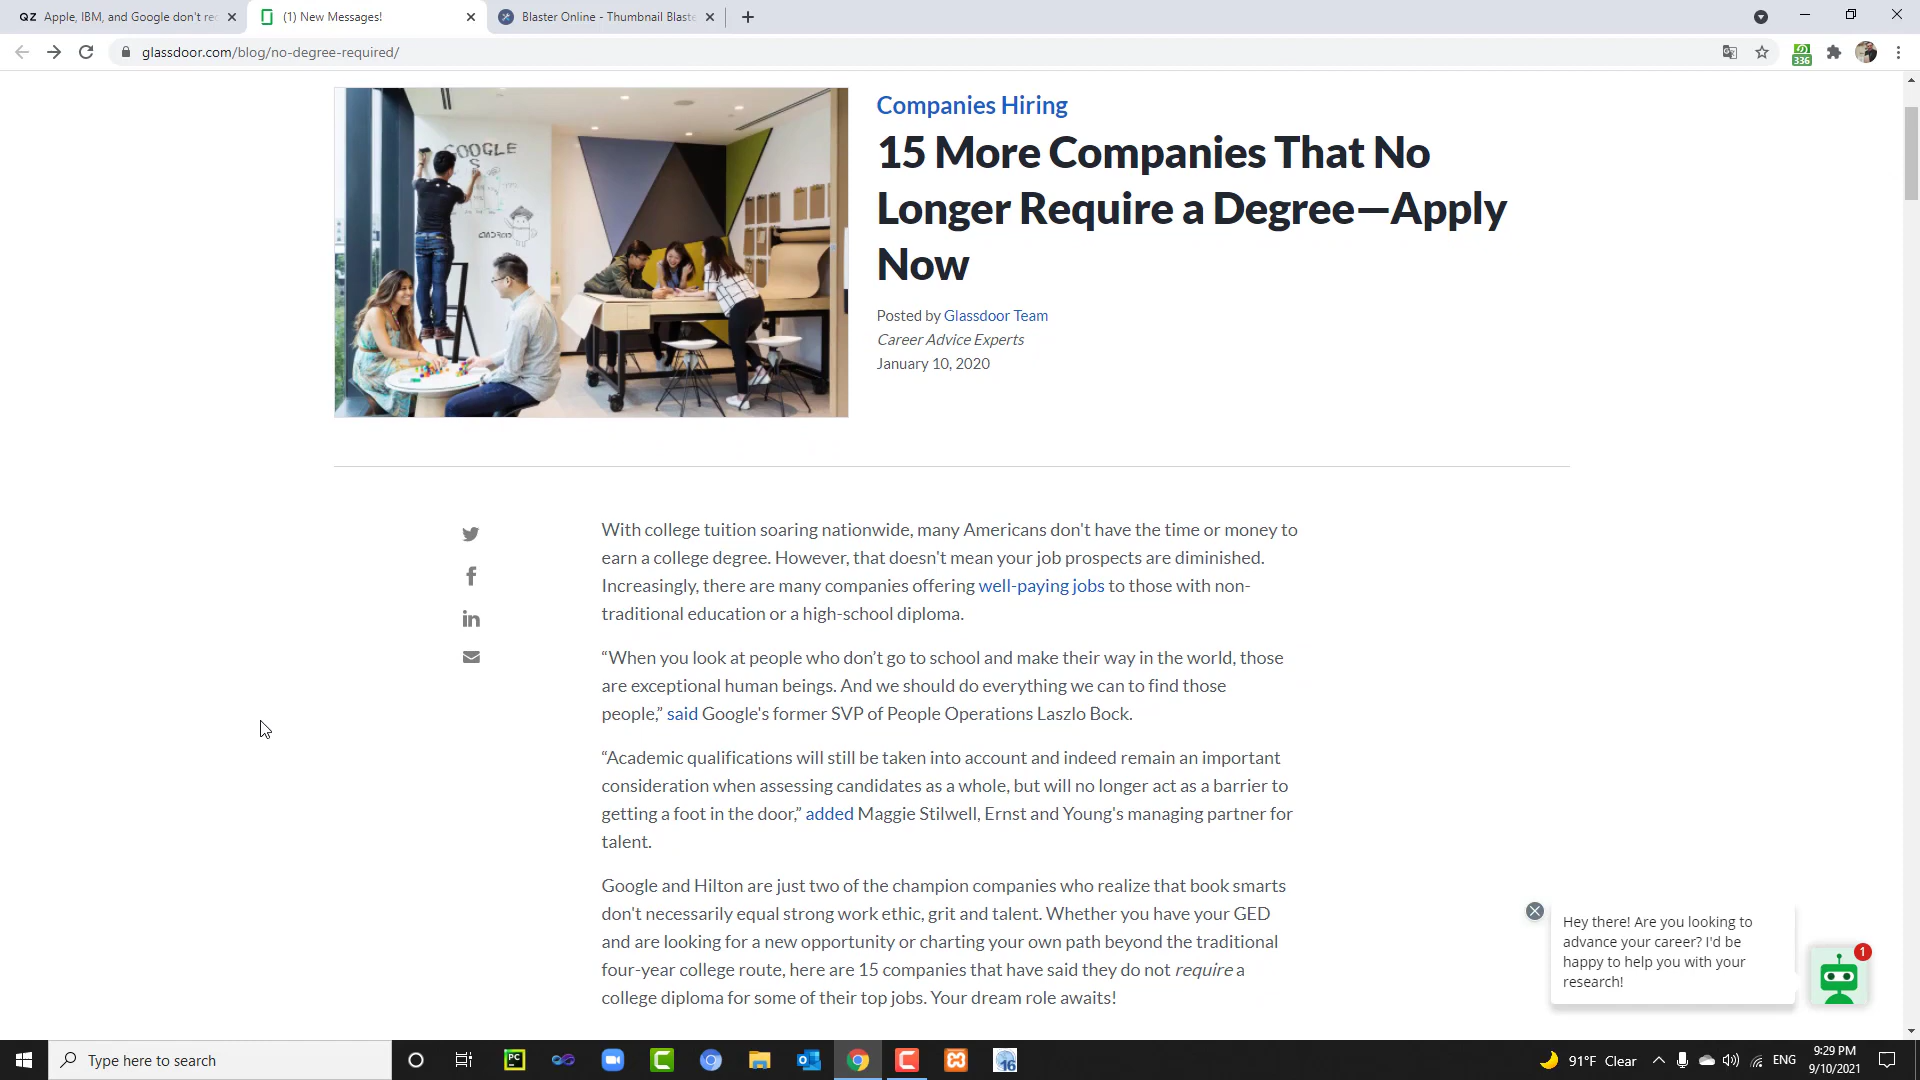 QZ Apple, IBM, and Google don't rec
(1) New Messages!
Blaster Online - Thumbnail Blaste
glassdoor.com/blog/no-degree-required/
336
GOOGLE
Companies Hiring
15 More Companies That No
Longer Require a Degree—Apply
Now
Posted by Glassdoor Team
Career Advice Experts
January 10, 2020
With college tuition soaring nationwide, many Americans don't have the time or money to
earn a college degree. However, that doesn't mean your job prospects are diminished.
Increasingly, there are many companies offering well-paying jobs to those with non-
traditional education or a high-school diploma.
“When you look at people who don’t go to school and make their way in the world, those
are exceptional human beings. And we should do everything we can to find those
people,” said Google's former SVP of People Operations Laszlo Bock.
“Academic qualifications will still be taken into account and indeed remain an important
consideration when assessing candidates as a whole, but will no longer act as a barrier to
getting a foot in the door,” added Maggie Stilwell, Ernst and Young's managing partner for
talent.
Google and Hilton are just two of the champion companies who realize that book smarts
don't necessarily equal strong work ethic, grit and talent. Whether you have your GED
and are looking for a new opportunity or charting your own path beyond the traditional
four-year college route, here are 15 companies that have said they do not require a
college diploma for some of their top jobs. Your dream role awaits!
Hey there! Are you looking to
advance your career? I'd be
happy to help you with your
research!
1
Type here to search
PC
16
91°F Clear
ENG
9:29 PM
9/10/2021